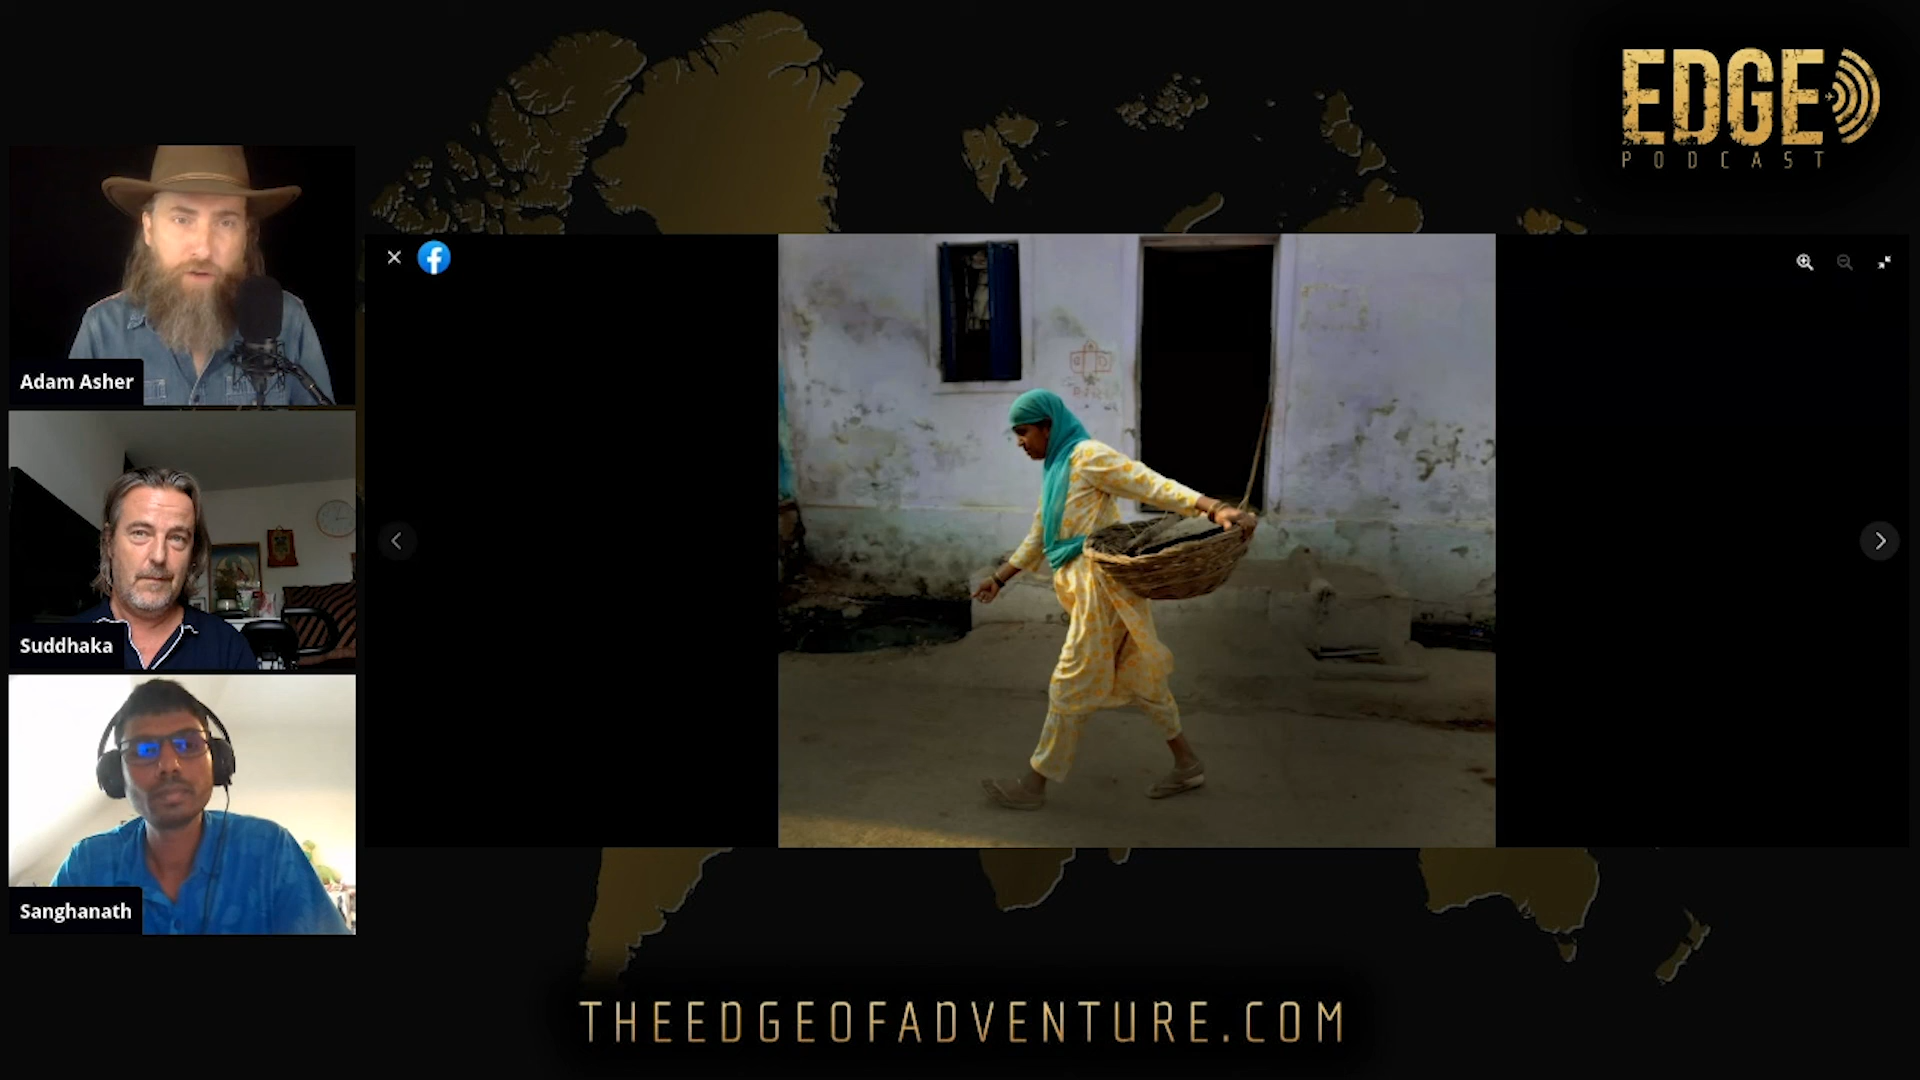 EDGE
PODCAST
Adam Asher
Suddhaka
Sanghanath
THEEDGEOFADVENTURE.COM